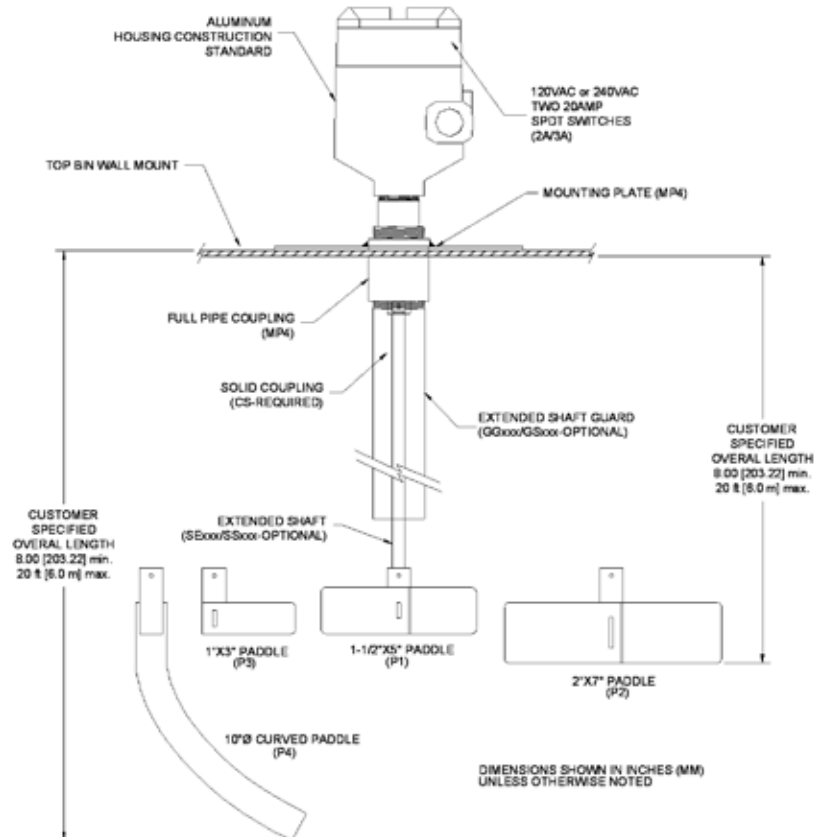 ALUMINUM
HOUSING CONSTRUCTION
STANDARD
120VAC or 240VAC
TWO 20AMP
SPDT SWITCHES
(2A/3A)
TOP BIN WALL MOUNT
MOUNTING PLATE (MP4)
FULL PIPE COUPLING
(MP4)
SOLID COUPLING
(CS-REQUIRED)
EXTENDED SHAFT GUARD
(GGxxx/GSxxx-OPTIONAL)
CUSTOMER
SPECIFIED
OVERAL LENGTH
8.00 [203.22] min.
20 ft [6.0 m] max.
CUSTOMER
SPECIFIED
OVERAL LENGTH
8.00 [203.22] min.
20 ft [6.0 m] max.
EXTENDED SHAFT
(SExxx/SSxxx-OPTIONAL)
1"X3" PADDLE
(P3)
1-1/2"X5" PADDLE
(P1)
2"X7" PADDLE
(P2)
10"Ø CURVED PADDLE
(P4)
DIMENSIONS SHOWN IN INCHES (MM)
UNLESS OTHERWISE NOTED